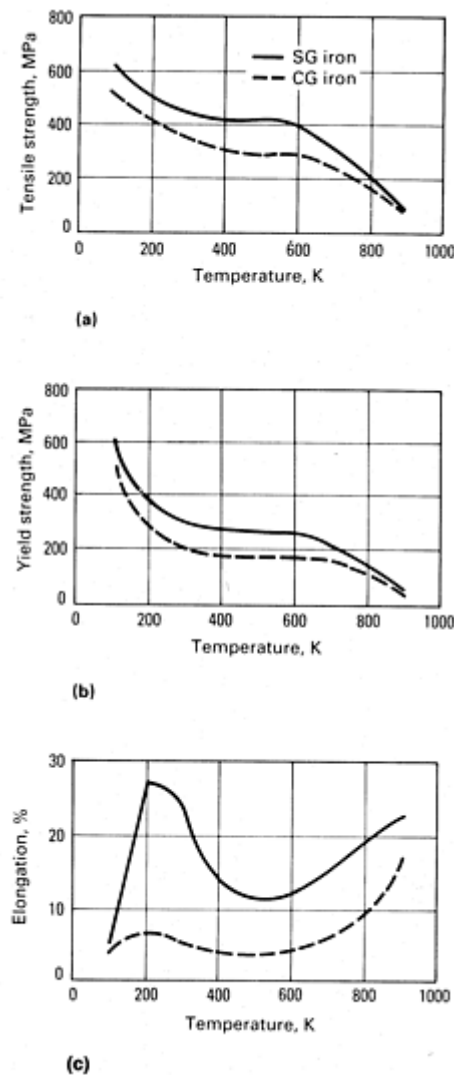 Tensile strength, MPa
800
600
400
200
0
SG iron
CG iron
0 200 400 600 800 1000
Temperature, K
(a)
Yield strength, MPa
800
600
400
200
0
0 200 400 600 800 1000
Temperature, K
(b)
Elongation, %
30
20
10
0
0 200 400 600 800 1000
Temperature, K
(c)